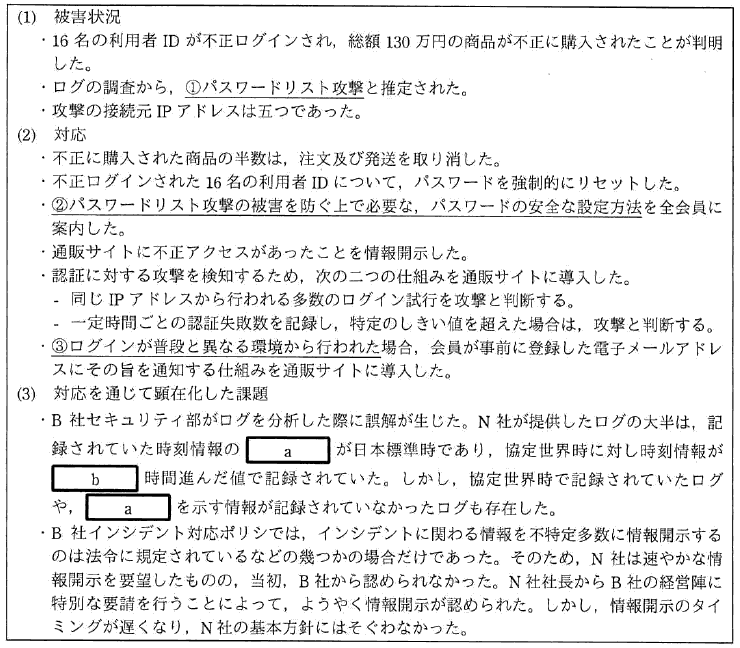 (1) 被害状況
・16 名の利用者 ID が不正ログインされ，総額 130 万円の商品が不正に購入されたことが判明
した。
・ログの調査から，①パスワードリスト攻撃と推定された。
・攻撃の接続元 IP アドレスは五つであった。
(2) 対応
・不正に購入された商品の半数は，注文及び発送を取り消した。
・不正ログインされた 16 名の利用者 ID について，パスワードを強制的にリセットした。
・②パスワードリスト攻撃の被害を防ぐ上で必要な，パスワードの安全な設定方法を全会員に
案内した。
・通販サイトに不正アクセスがあったことを情報開示した。
・認証に対する攻撃を検知するため，次の二つの仕組みを通販サイトに導入した。
- 同じ IP アドレスから行われる多数のログイン試行を攻撃と判断する。
- 一定時間ごとの認証失敗数を記録し，特定のしきい値を超えた場合は，攻撃と判断する。
・③ログインが普段と異なる環境から行われた場合，会員が事前に登録した電子メールアドレ
スにその旨を通知する仕組みを通販サイトに導入した。
(3) 対応を通じて顕在化した課題
・B 社セキュリティ部がログを分析した際に誤解が生じた。N 社が提供したログの大半は，記
録されていた時刻情報の a が日本標準時であり，協定世界時に対し時刻情報が
b 時間進んだ値で記録されていた。しかし，協定世界時で記録されていたログ
や， a を示す情報が記録されていなかったログも存在した。
・B 社インシデント対応ポリシでは，インシデントに関わる情報を不特定多数に情報開示する
のは法令に規定されているなどの幾つかの場合だけであった。そのため，N 社は速やかな情
報開示を要望したものの，当初，B 社から認められなかった。N 社社長から B 社の経営陣に
特別な要請を行うことによって，ようやく情報開示が認められた。しかし，情報開示のタイ
ミングが遅くなり，N 社の基本方針にはそぐわなかった。